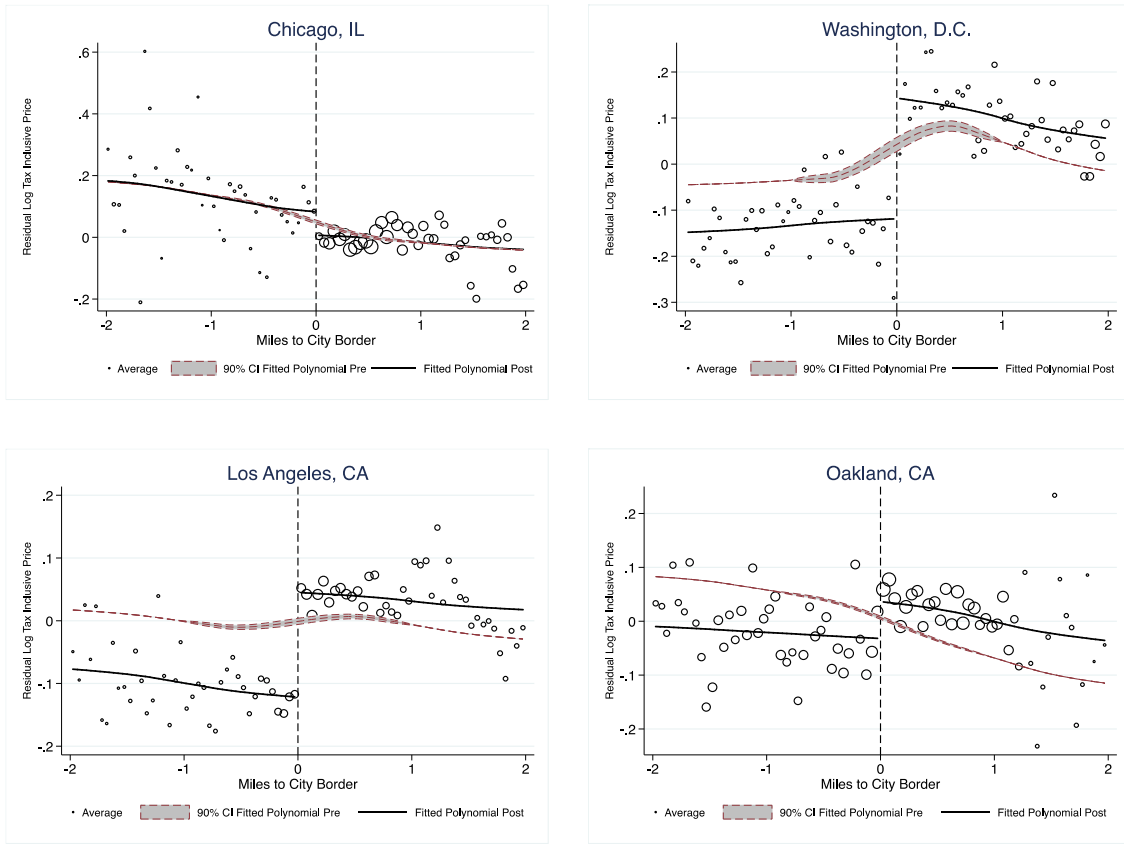 Chicago, IL
Residual Log Tax Inclusive Price
.6
.4
.2
0
-.2
-2 -1 0 1 2
Miles to City Border
Average 90% CI Fitted Polynomial Pre Fitted Polynomial Post
Washington, D.C.
Residual Log Tax Inclusive Price
.2
.1
0
-.1
-.2
-.3
-2 -1 0 1 2
Miles to City Border
Average 90% CI Fitted Polynomial Pre Fitted Polynomial Post
Los Angeles, CA
Residual Log Tax Inclusive Price
.2
.1
0
-.1
-.2
-2 -1 0 1 2
Miles to City Border
Average 90% CI Fitted Polynomial Pre Fitted Polynomial Post
Oakland, CA
Residual Log Tax Inclusive Price
.2
.1
0
-.1
-.2
-2 -1 0 1 2
Miles to City Border
Average 90% CI Fitted Polynomial Pre Fitted Polynomial Post